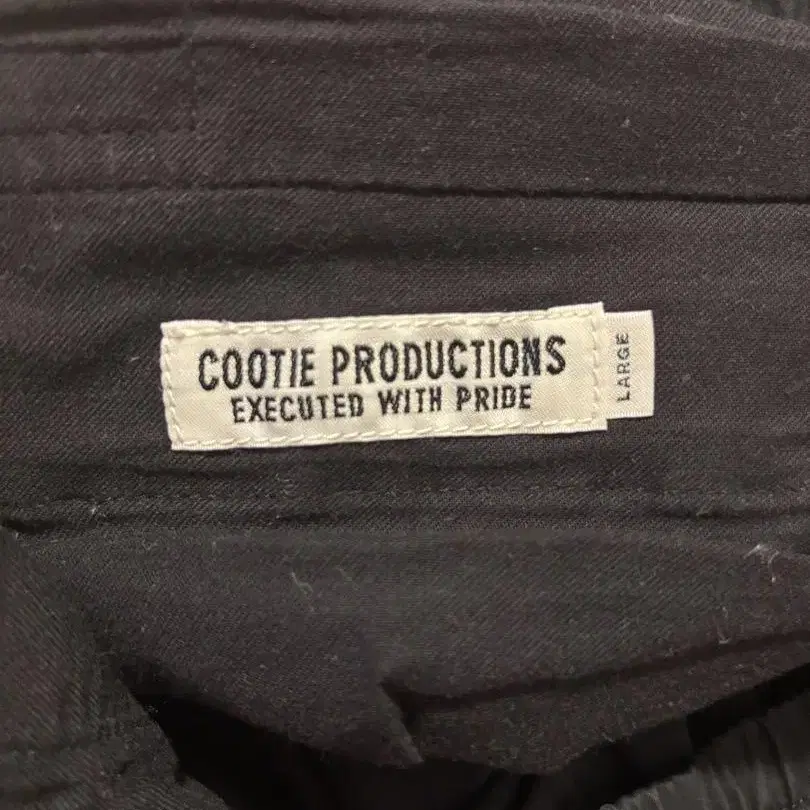 COOTIE PRODUCTIONS
EXECUTED WITH PRIDE
LARGE